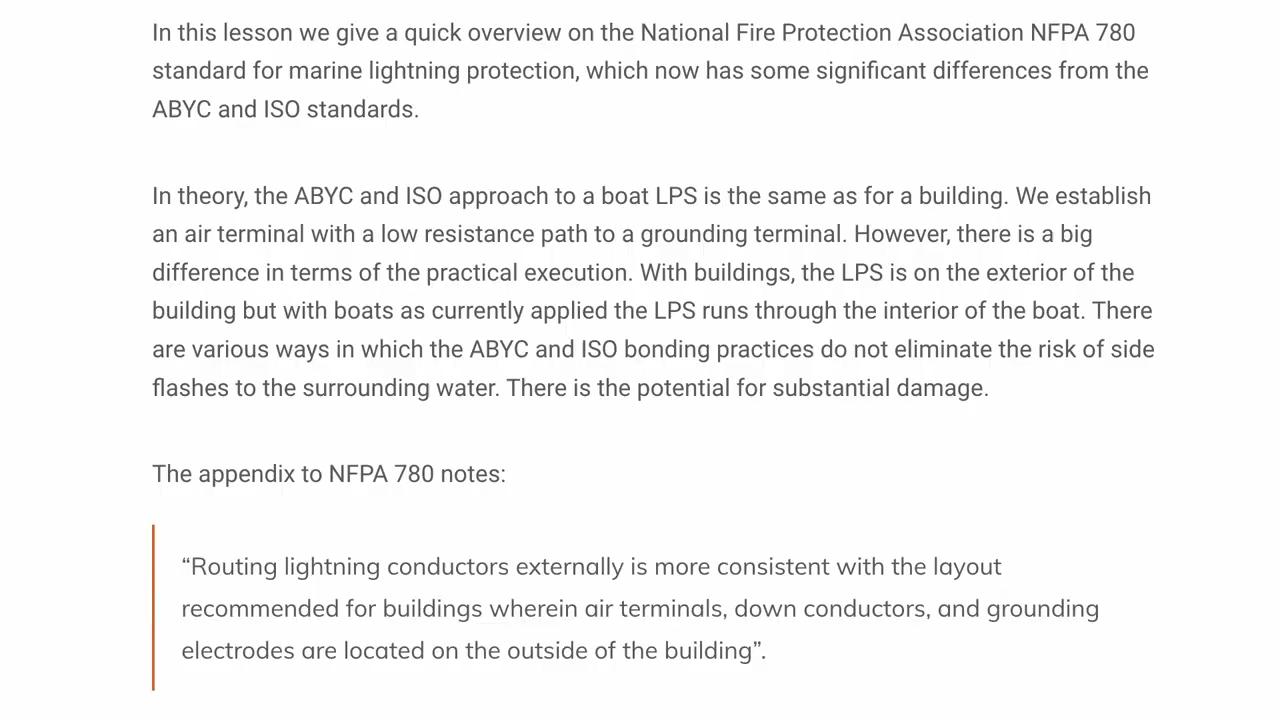 In this lesson we give a quick overview on the National Fire Protection Association NFPA 780
standard for marine lightning protection, which now has some significant differences from the
ABYC and ISO standards.
In theory, the ABYC and ISO approach to a boat LPS is the same as for a building. We establish
an air terminal with a low resistance path to a grounding terminal. However, there is a big
difference in terms of the practical execution. With buildings, the LPS is on the exterior of the
building but with boats as currently applied the LPS runs through the interior of the boat. There
are various ways in which the ABYC and ISO bonding practices do not eliminate the risk of side
flashes to the surrounding water. There is the potential for substantial damage.
The appendix to NFPA 780 notes:
“Routing lightning conductors externally is more consistent with the layout
recommended for buildings wherein air terminals, down conductors, and grounding
electrodes are located on the outside of the building”.